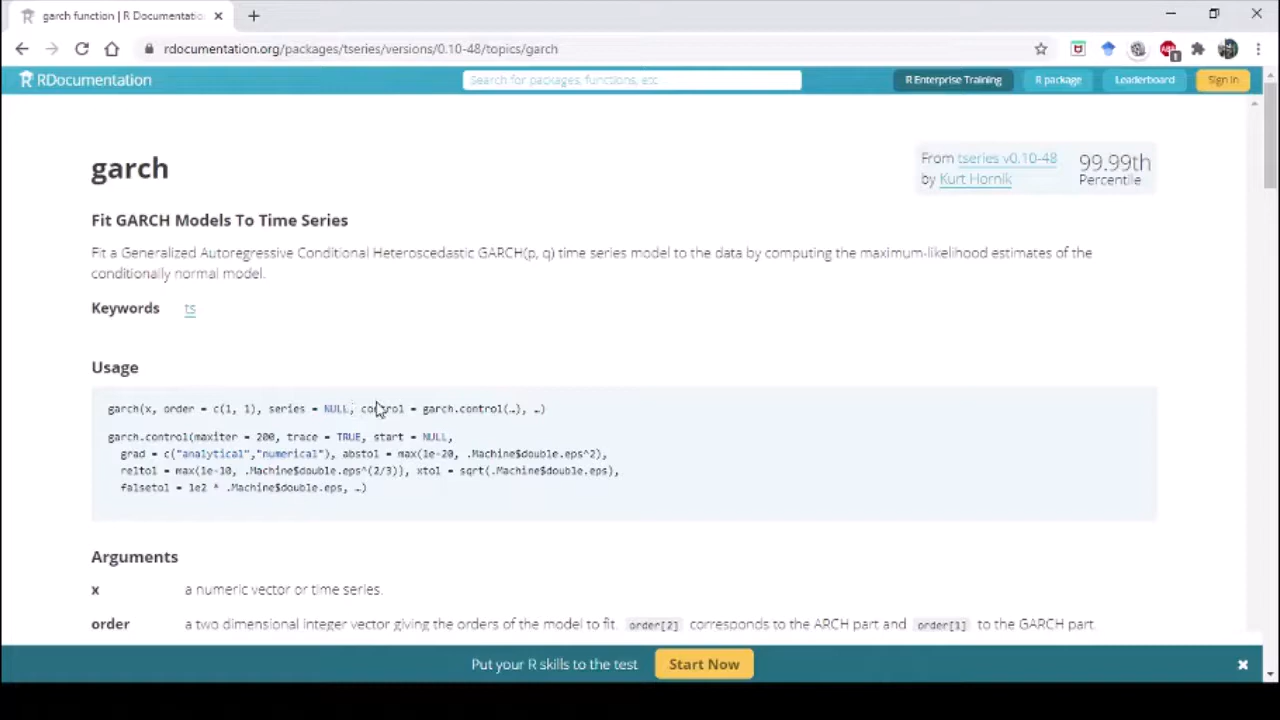 garch function | R Documentatio
rdocumentation.org/packages/tseries/versions/0.10-48/topics/garch
RDocumentation
Search for packages, functions, etc
R Enterprise Training
R package
Leaderboard
Sign in
garch
From tseries v0.10-48
by Kurt Hornik
99.99th
Percentile
Fit GARCH Models To Time Series
Fit a Generalized Autoregressive Conditional Heteroscedastic GARCH(p, q) time series model to the data by computing the maximum-likelihood estimates of the
conditionally normal model.
Keywords ts
Usage
garch(x, order = c(1, 1), series = NULL, control = garch.control(…), …)
garch.control(maxiter = 200, trace = TRUE, start = NULL,
grad = c("analytical","numerical"), abstol = max(1e-20, .Machine$double.eps^2),
reltol = max(1e-10, .Machine$double.eps^(2/3)), xtol = sqrt(.Machine$double.eps),
falsetol = 1e2 * .Machine$double.eps, …)
Arguments
x a numeric vector or time series.
order a two dimensional integer vector giving the orders of the model to fit. order[2] corresponds to the ARCH part and order[1] to the GARCH part.
Put your R skills to the test
Start Now